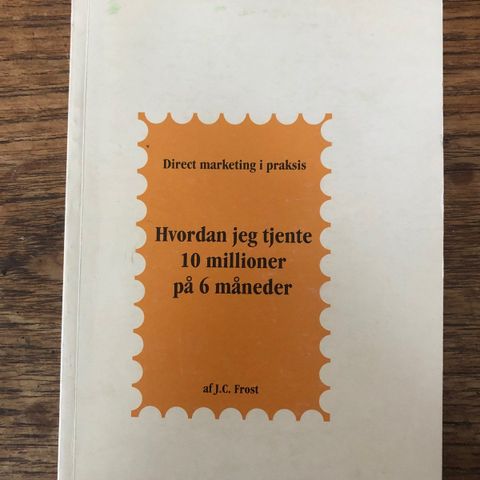 Direct marketing i praksis
Hvordan jeg tjente
10 millioner
på 6 måneder
af J.C. Frost